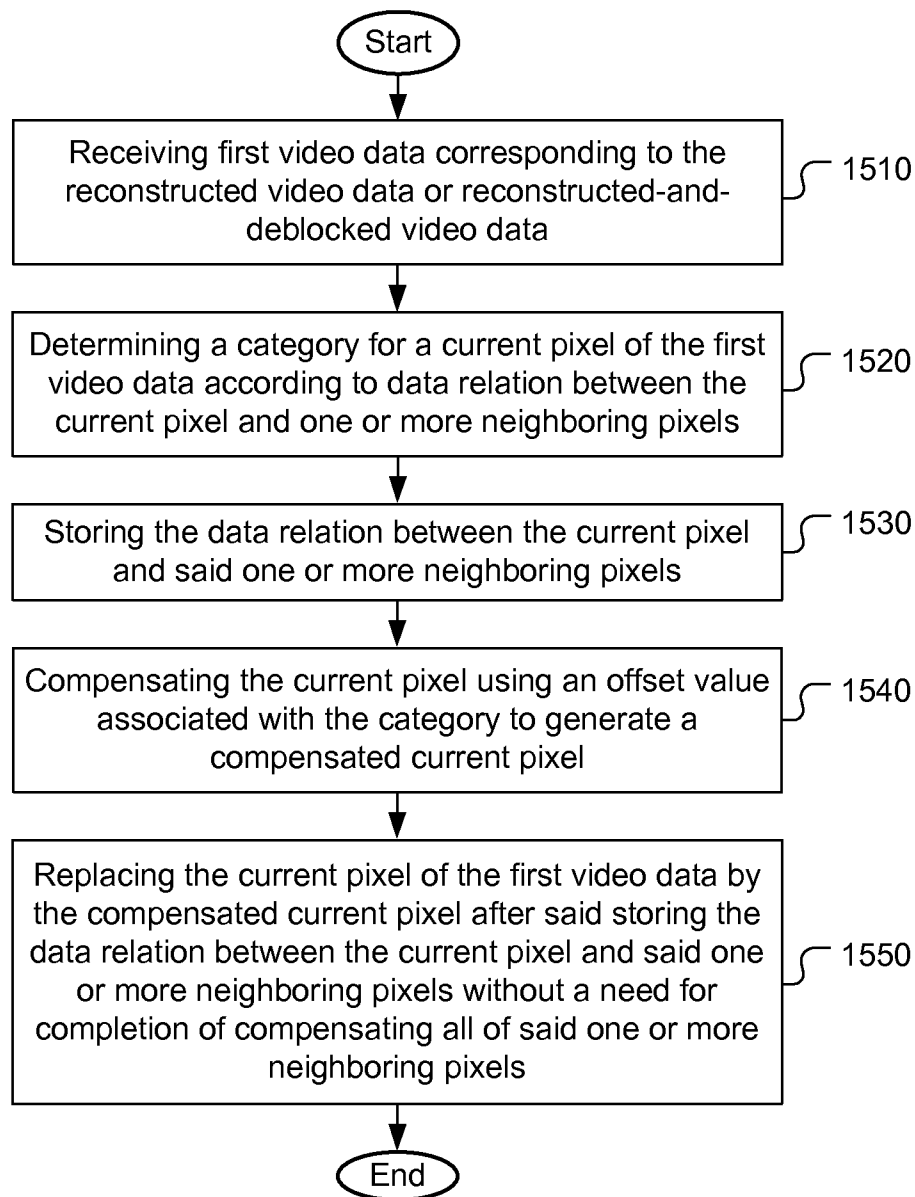 Start
Receiving first video data corresponding to the
reconstructed video data or reconstructed-and-
deblocked video data
1510
Determining a category for a current pixel of the first
video data according to data relation between the
current pixel and one or more neighboring pixels
1520
Storing the data relation between the current pixel
and said one or more neighboring pixels
1530
Compensating the current pixel using an offset value
associated with the category to generate a
compensated current pixel
1540
Replacing the current pixel of the first video data by
the compensated current pixel after said storing the
data relation between the current pixel and said one
or more neighboring pixels without a need for
completion of compensating all of said one or more
neighboring pixels
1550
End